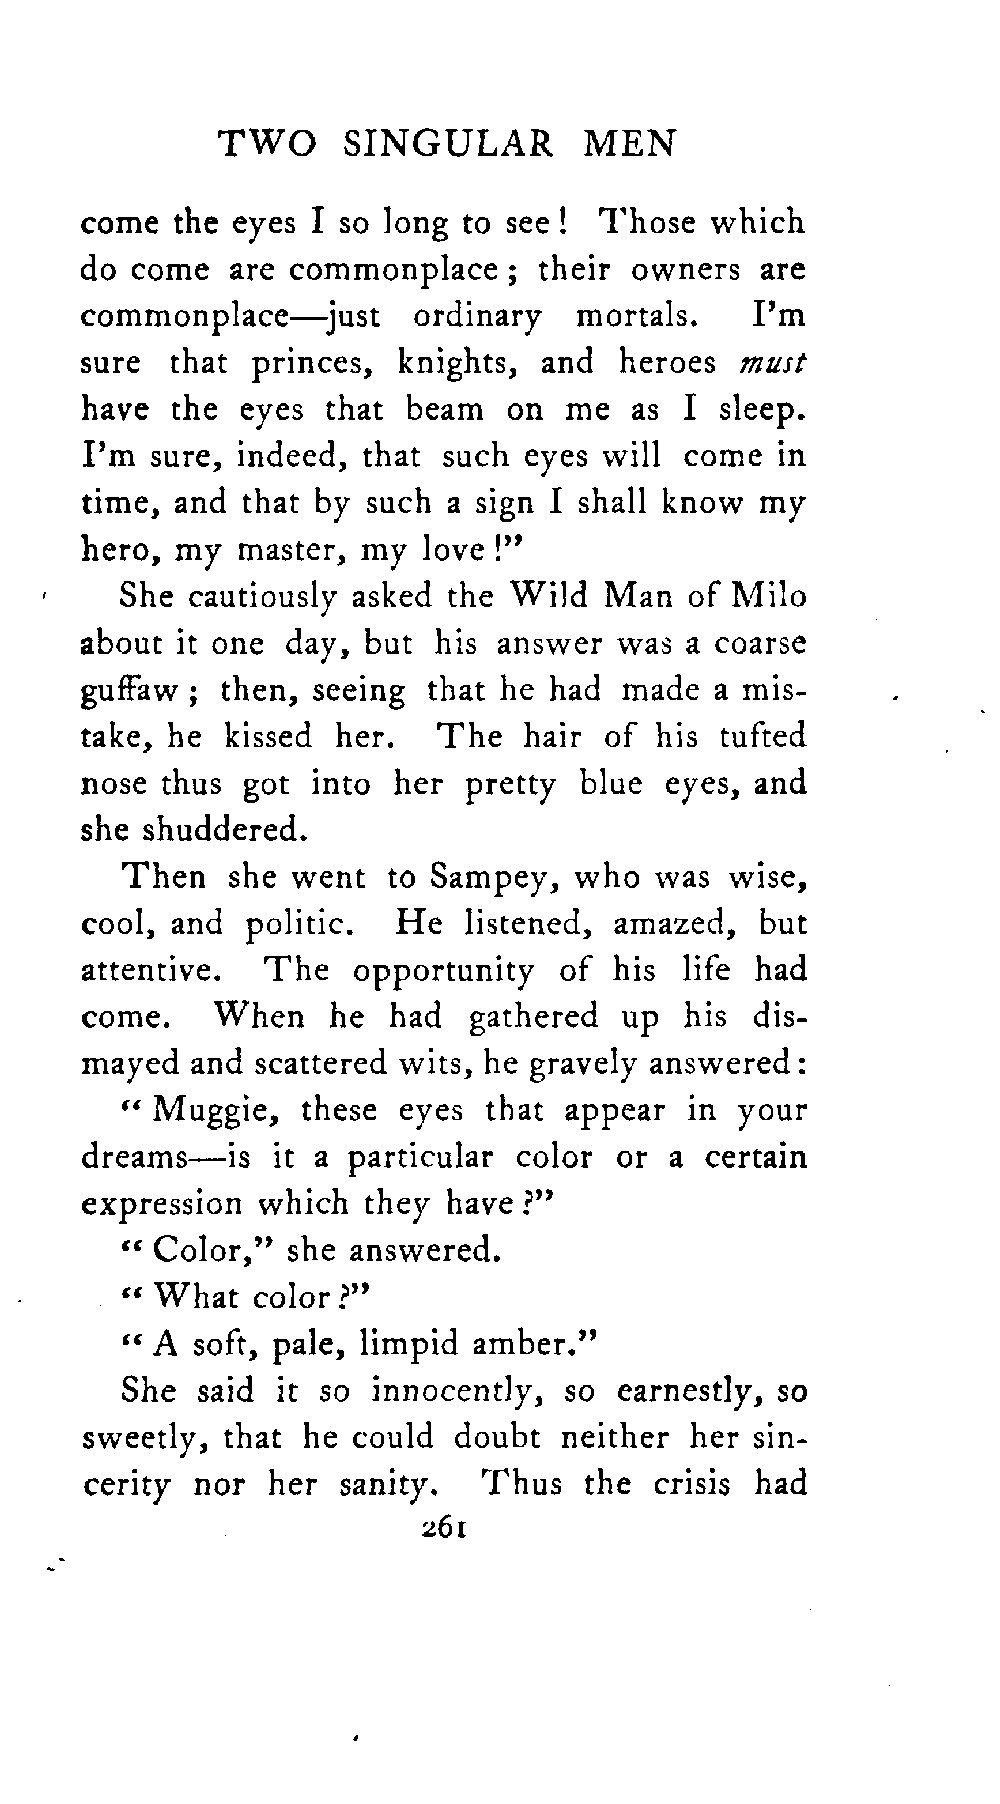 TWO SINGULAR MEN
come the eyes I so long to see! Those which
do come are commonplace; their owners are
commonplace—just ordinary mortals. I'm
sure that princes, knights, and heroes must
have the eyes that beam on me as I sleep.
I'm sure, indeed, that such eyes will come in
time, and that by such a sign I shall know my
hero, my master, my love!"
She cautiously asked the Wild Man of Milo
about it one day, but his answer was a coarse
guffaw; then, seeing that he had made a mis-
take, he kissed her. The hair of his tufted
nose thus got into her pretty blue eyes, and
she shuddered.
Then she went to Sampey, who was wise,
cool, and politic. He listened, amazed, but
attentive. The opportunity of his life had
come. When he had gathered up his dis-
mayed and scattered wits, he gravely answered:
"Muggie, these eyes that appear in your
dreams—is it a particular color or a certain
expression which they have?"
"Color," she answered.
"What color?"
"A soft, pale, limpid amber."
She said it so innocently, so earnestly, so
sweetly, that he could doubt neither her sin-
cerity nor her sanity. Thus the crisis had
261